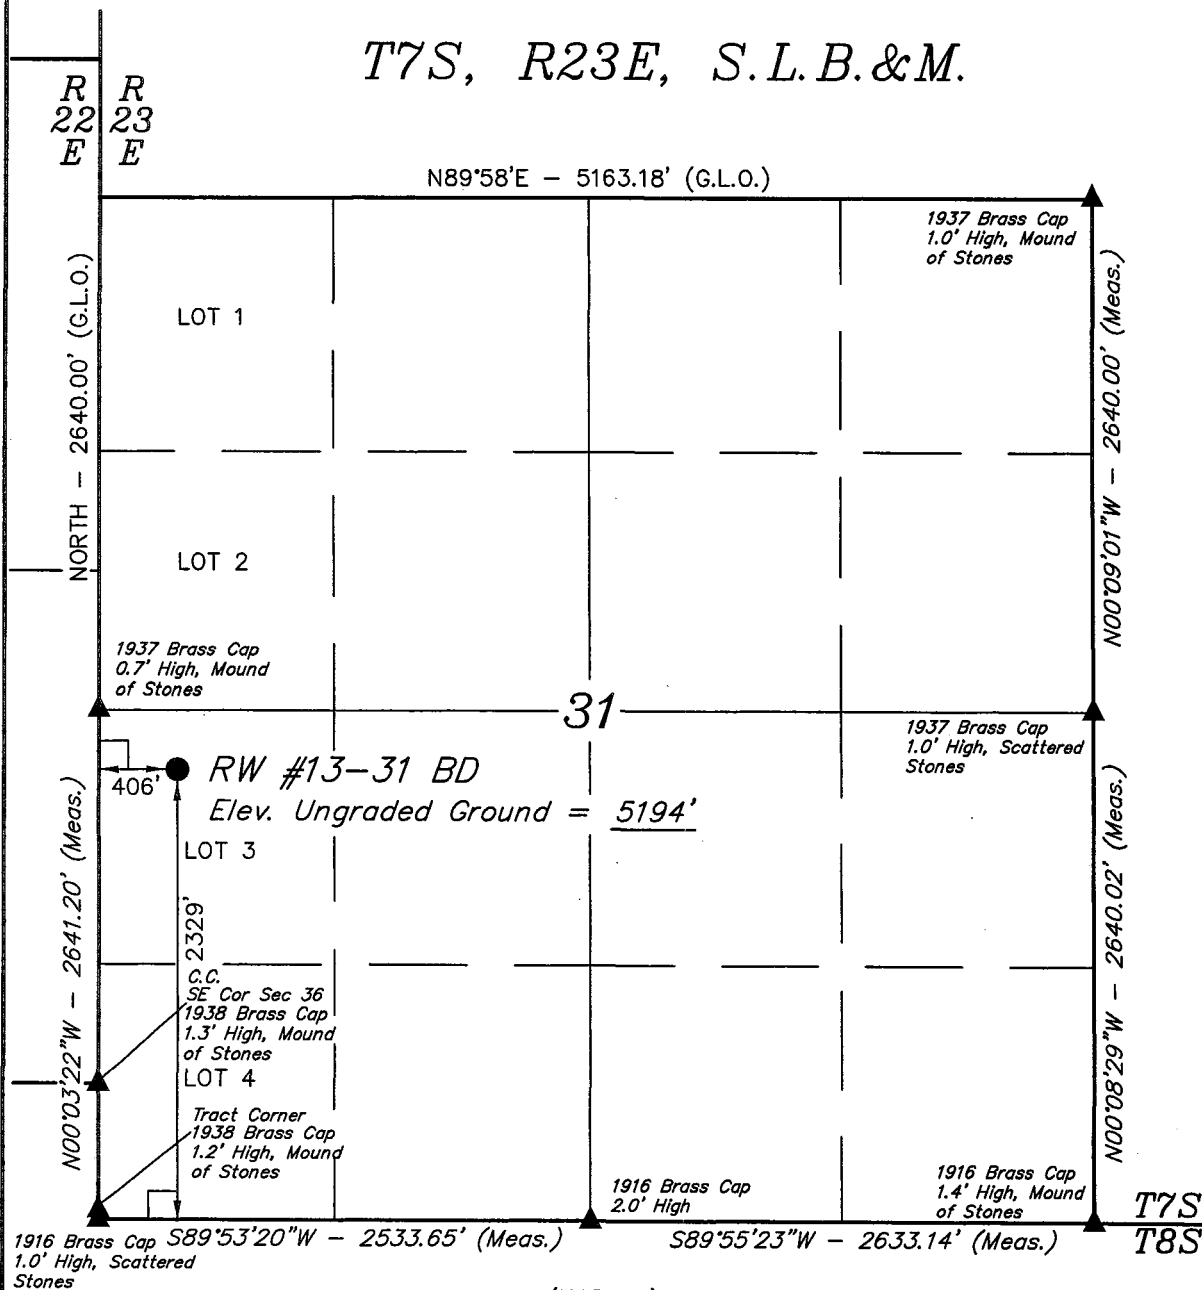 T7S, R23E, S.L.B.&M.
R
22
E
R
23
E
N89°58'E – 5163.18' (G.L.O.)
1937 Brass Cap
1.0' High, Mound
of Stones
NORTH – 2640.00' (G.L.O.)
LOT 1
N00°09'01"W – 2640.00' (Meas.)
LOT 2
1937 Brass Cap
0.7' High, Mound
of Stones
31
1937 Brass Cap
1.0' High, Scattered
Stones
RW #13-31 BD
406'
Elev. Ungraded Ground = 5194'
LOT 3
2329'
N00°03'22"W – 2641.20' (Meas.)
N00°08'29"W – 2640.02' (Meas.)
C.C.
SE Cor Sec 36
1938 Brass Cap
1.3' High, Mound
of Stones
LOT 4
Tract Corner
1938 Brass Cap
1.2' High, Mound
of Stones
1916 Brass Cap
2.0' High
1916 Brass Cap
1.4' High, Mound
of Stones
T7S
T8S
S89°53'20"W – 2533.65' (Meas.)
S89°55'23"W – 2633.14' (Meas.)
1916 Brass Cap
1.0' High, Scattered
Stones